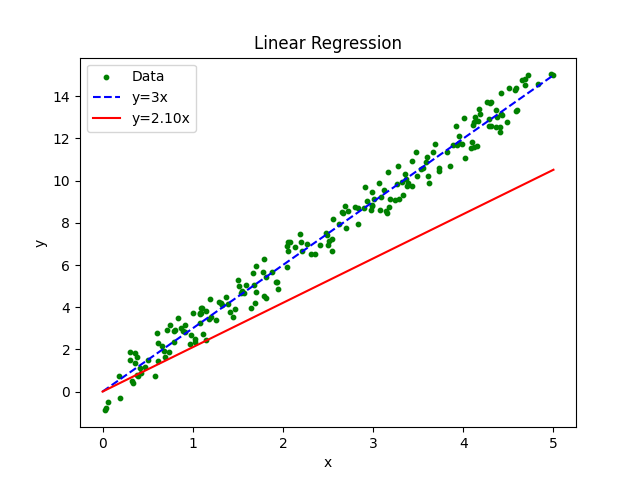 Linear Regression
Data
y=3x
y=2.10x
14
12
10
8
6
4
2
0
y
0 1 2 3 4 5
x